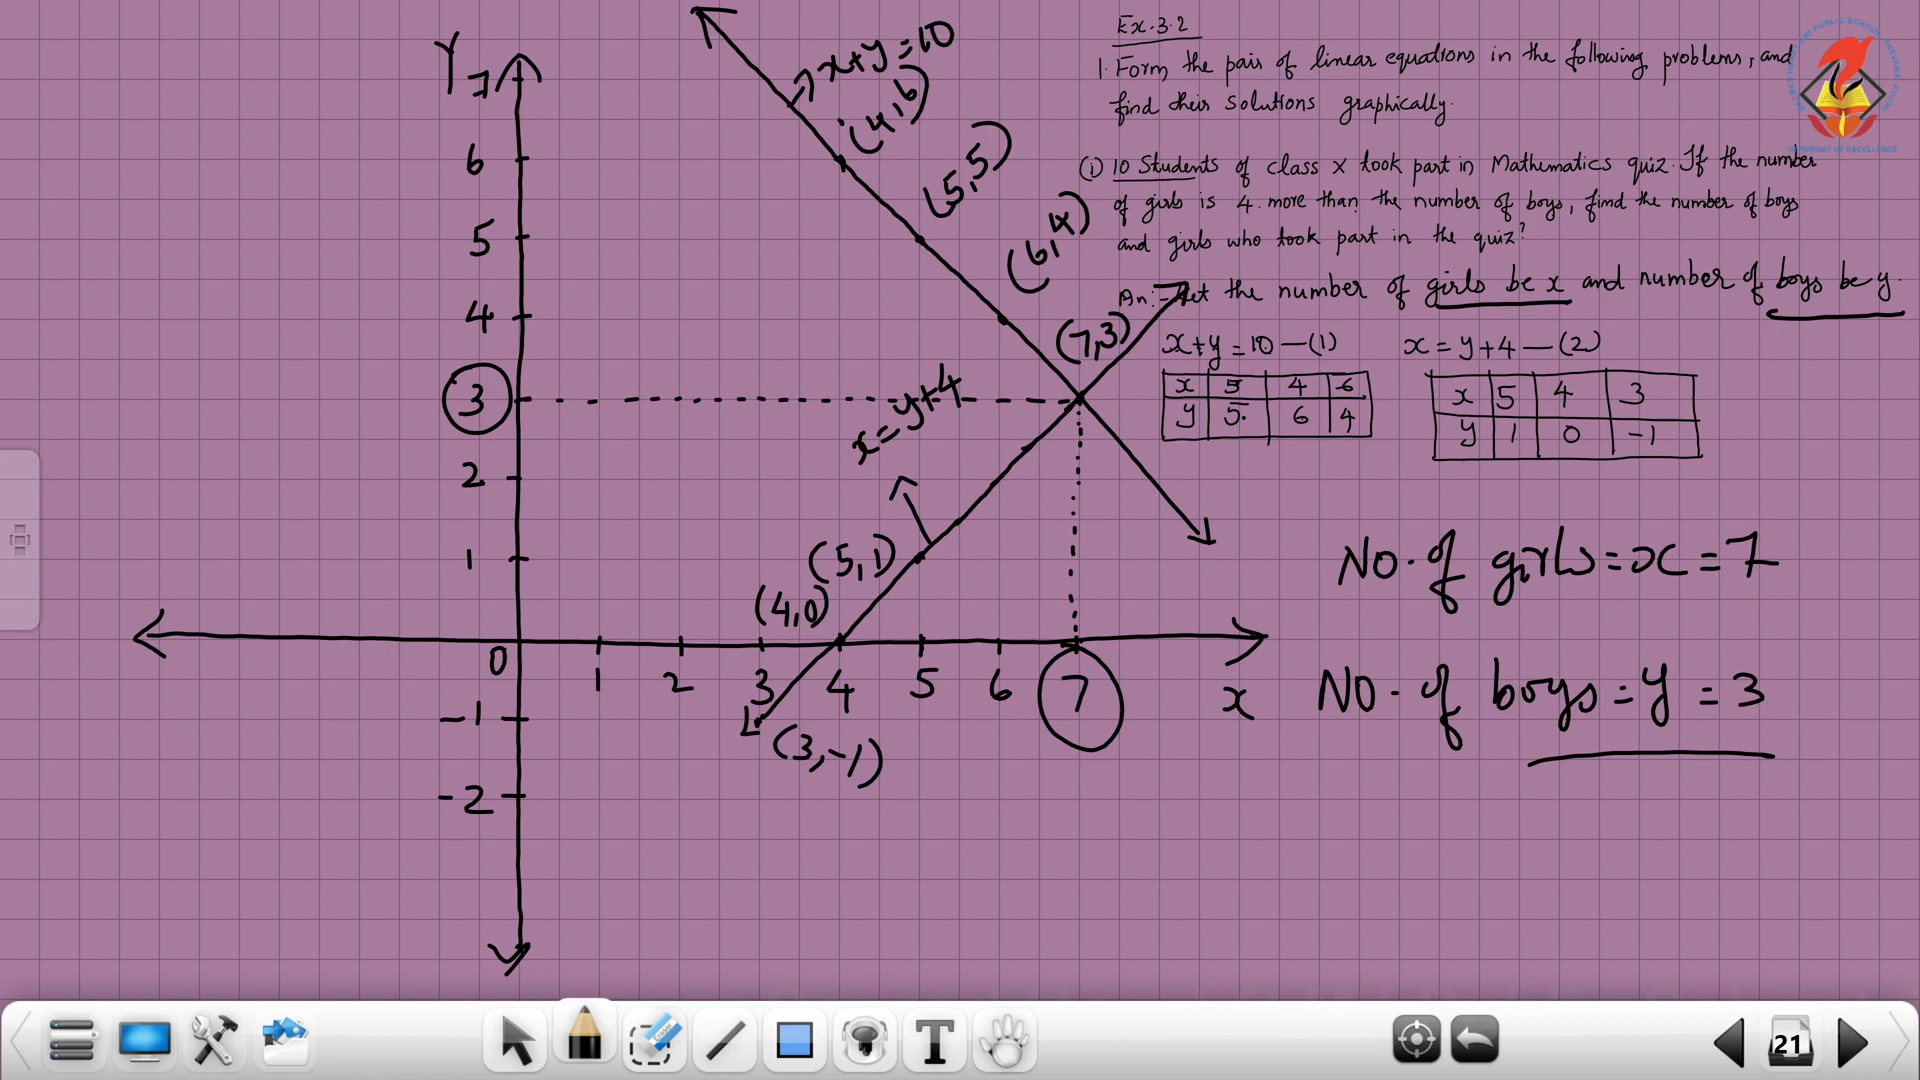 Ex.3.2
1. Form the pair of linear equations in the following problems, and
find their solutions graphically.
(i) 10 Students of class X took part in Mathematics quiz. If the number
of girls is 4 more than the number of boys, find the number of boys
and girls who took part in the quiz?
An:- Let the number of girls be x and number of boys be y.
x+y=10 —(1)
x 5 4 6
y 5 6 4
x = y+4 —(2)
x 5 4 3
y 1 0 -1
No. of girls = x = 7
No. of boys = y = 3
Y
7
6
5
4
3
2
1
0
-1
-2
1 2 3 4 5 6 7
x
x+y=10
(4,6)
(5,5)
(6,4)
(7,3)
x=y+4
(5,1)
(4,0)
(3,-1)
IN PURSUIT OF EXCELLENCE
Eraser
T
21